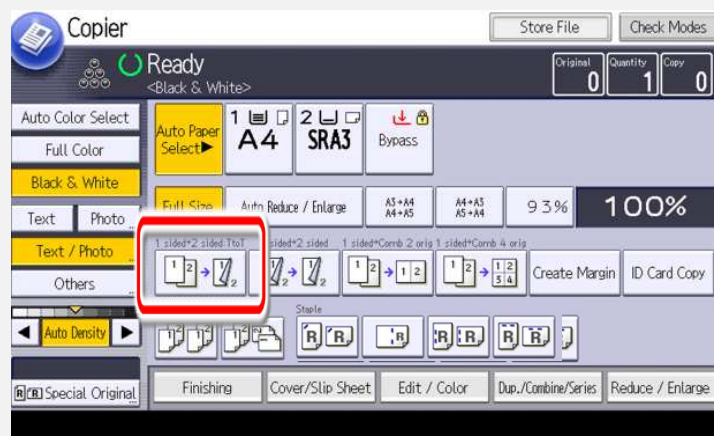 Copier
Store File
Check Modes
Ready
<Black & White>
Original
0
Quantity
1
Copy
0
Auto Color Select
Full Color
Black & White
Text
Photo
Text / Photo
Others
Auto Density
Special Original
Auto Paper
Select►
1
A4
2
SRA3
Bypass
Full Size
Auto Reduce / Enlarge
A3→A4
A4→A5
A4→A3
A5→A4
93%
100%
1 sided→2 sided:TtoT
sided→2 sided
1 sided→Comb 2 orig
1 sided→Comb 4 orig
Create Margin
ID Card Copy
Staple
Finishing
Cover/Slip Sheet
Edit / Color
Dup./Combine/Series
Reduce / Enlarge